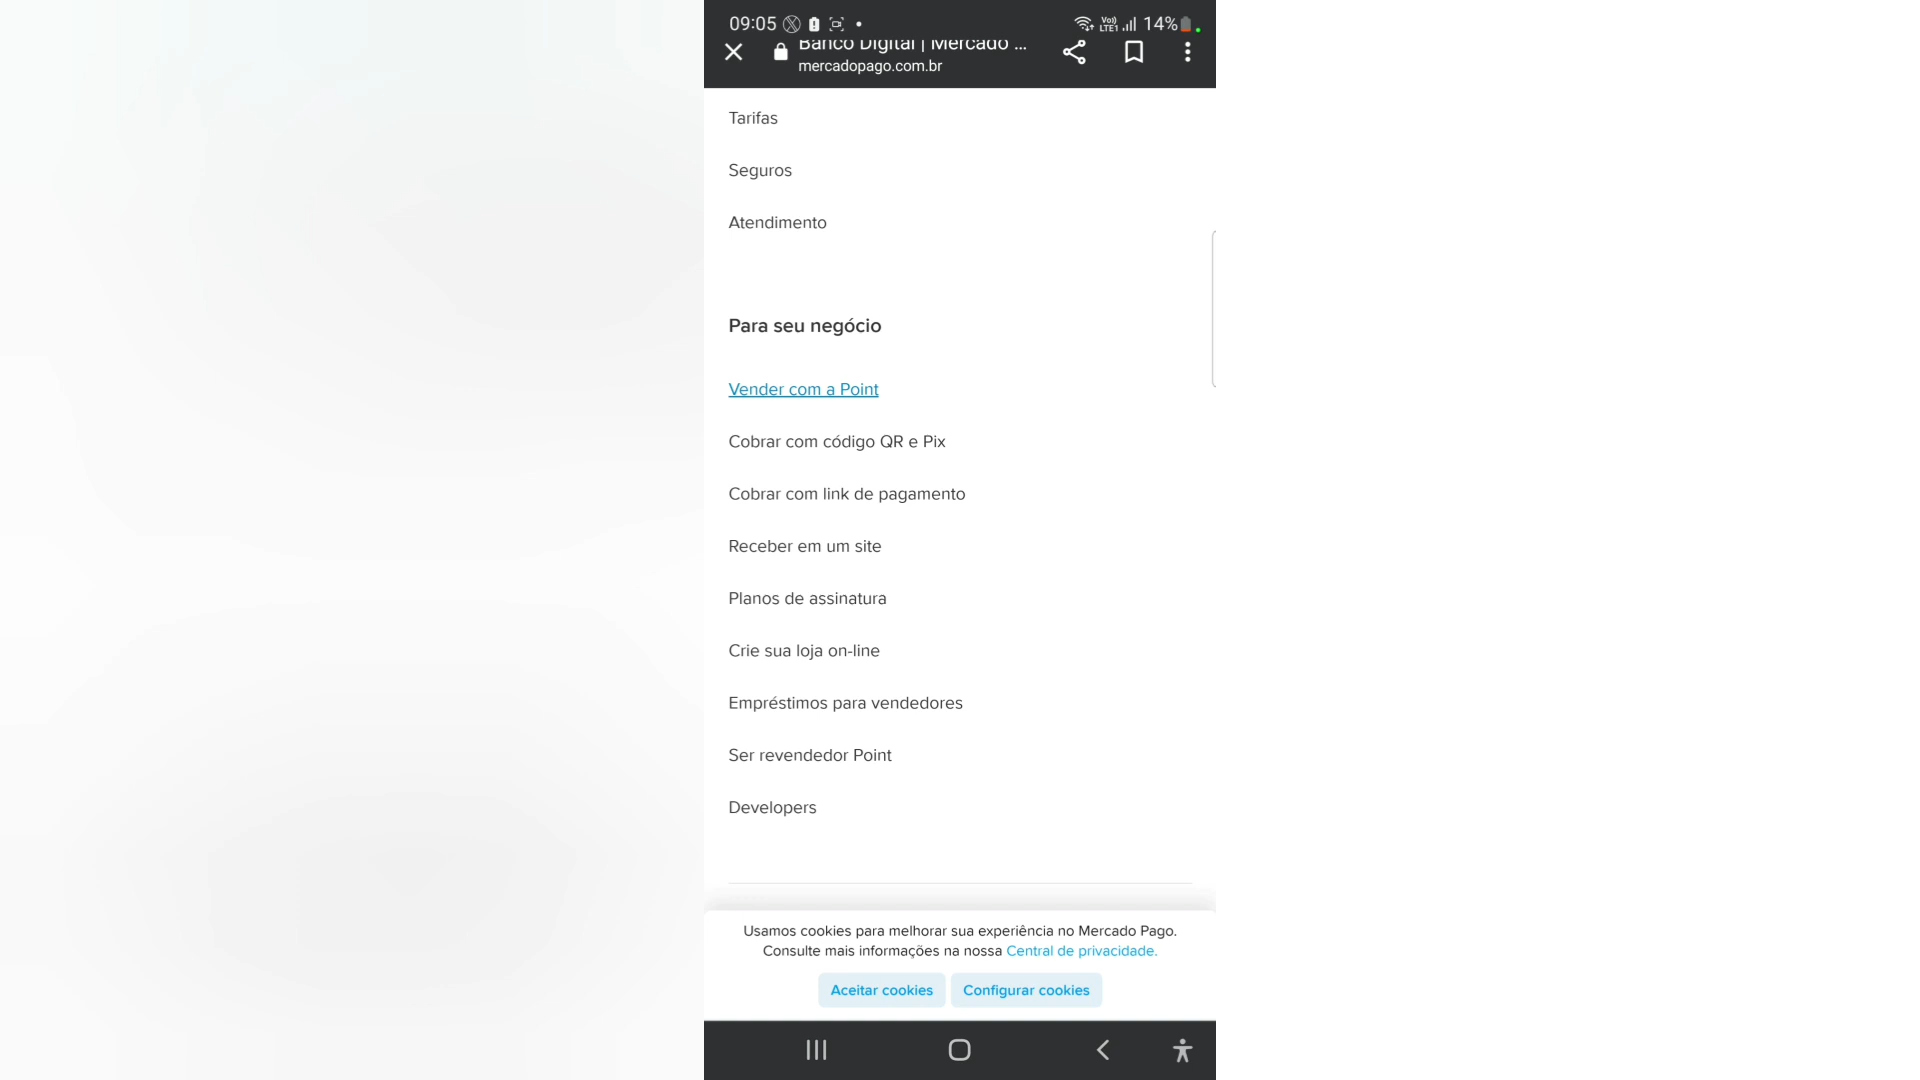 09:05
Vo))
LTE1
14%
Banco Digital | Mercado ...
mercadopago.com.br
Tarifas
Seguros
Atendimento
Para seu negócio
Vender com a Point
Cobrar com código QR e Pix
Cobrar com link de pagamento
Receber em um site
Planos de assinatura
Crie sua loja on-line
Empréstimos para vendedores
Ser revendedor Point
Developers
Usamos cookies para melhorar sua experiência no Mercado Pago.
Consulte mais informações na nossa Central de privacidade.
Aceitar cookies
Configurar cookies